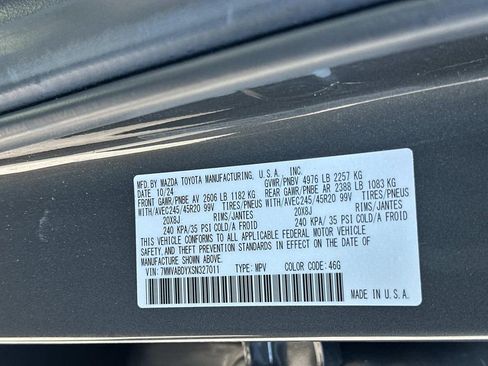 MFD. BY MAZDA TOYOTA MANUFACTURING, U.S.A. INC.
DATE 10/24 GVWR/PNBV 4976 LB 2257 KG
FRONT GAWR/PNBE AV 2606 LB 1182 KG REAR GAWR/PNBE AR 2388 LB 1083 KG
WITH/AVEC245/45R20 99V TIRES/PNEUS WITH/AVEC245/45R20 99V TIRES/PNEUS
20X8J RIMS/JANTES 20X8J RIMS/JANTES
240 KPA/35 PSI COLD/A FROID 240 KPA/ 35 PSI COLD/A FROID
THIS VEHICLE CONFORMS TO ALL APPLICABLE FEDERAL MOTOR VEHICLE
SAFETY, AND THEFT PREVENTION STANDARDS IN EFFECT ON THE DATE OF
MANUFACTURE SHOWN ABOVE.
VIN: 7MMVABDYXSN327011 TYPE: MPV COLOR CODE: 46G
MADE IN U.S.A.